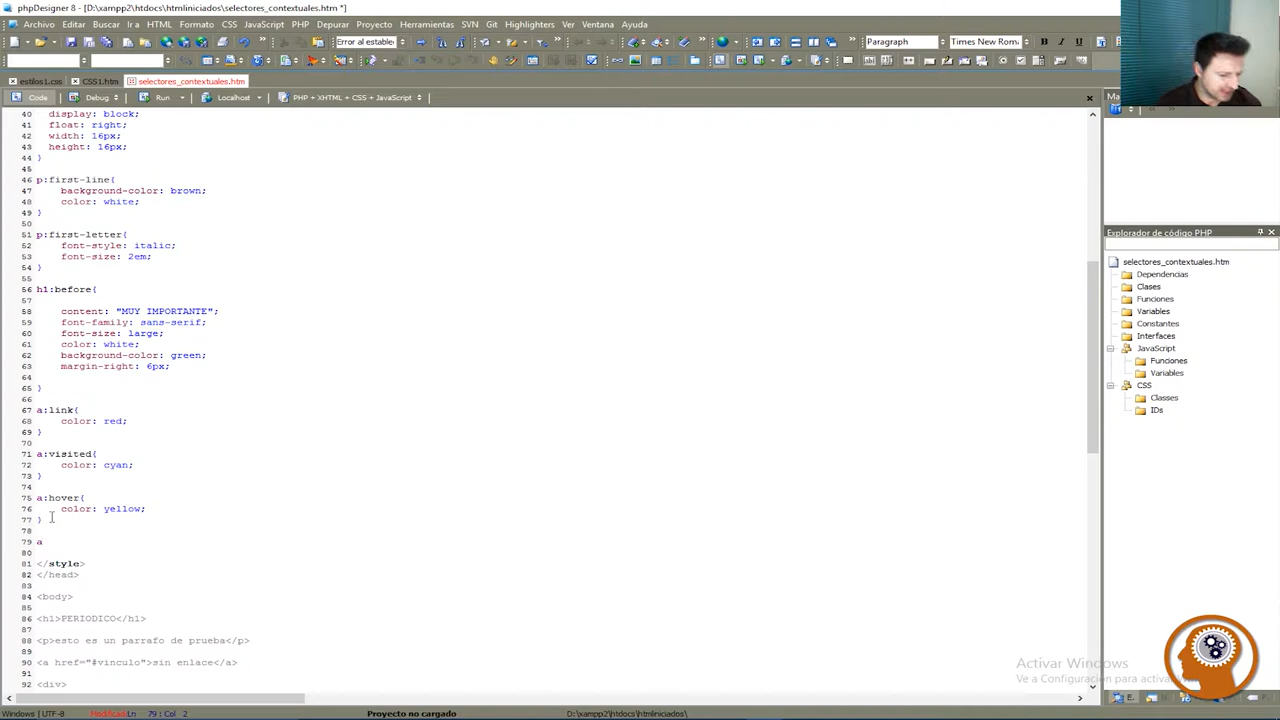 phpDesigner 8 - [D:\xampp2\htdocs\htmliniciados\selectores_contextuales.htm *]
Archivo Editar Buscar Ir a HTML Formato CSS JavaScript PHP Depurar Proyecto Herramientas SVN Git Highlighters Ver Ventana Ayuda
Error al estable Paragraph Times New Roma B I U
estilos1.css CSS1.htm selectores_contextuales.htm
Code Debug Run Localhost PHP + XHTML + CSS + JavaScript
40 display: block;
41 float: right;
42 width: 16px;
43 height: 16px;
44 }
45
46 p:first-line{
47 background-color: brown;
48 color: white;
49 }
50
51 p:first-letter{
52 font-style: italic;
53 font-size: 2em;
54 }
55
56 h1:before{
57
58 content: "MUY IMPORTANTE";
59 font-family: sans-serif;
60 font-size: large;
61 color: white;
62 background-color: green;
63 margin-right: 6px;
64
65 }
66
67 a:link{
68 color: red;
69 }
70
71 a:visited{
72 color: cyan;
73 }
74
75 a:hover{
76 color: yellow;
77 }
78
79 a
80
81 </style>
82 </head>
83
84 <body>
85
86 <h1>PERIODICO</h1>
87
88 <p>esto es un parrafo de prueba</p>
89
90 <a href="#vinculo">sin enlace</a>
91
92 <div>
Explorador de código PHP
selectores_contextuales.htm
Dependencias
Clases
Funciones
Variables
Constantes
Interfaces
JavaScript
Funciones
Variables
CSS
Classes
IDs
Activar Windows
Ve a Configuración para activar
Windows UTF-8 Modificado Ln 79 : Col 2 Proyecto no cargado D:\xampp2\htdocs\htmliniciados\